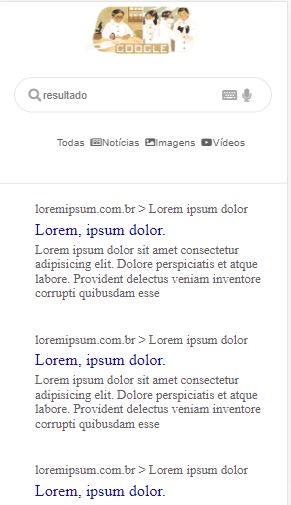 GOOGLE
resultado
Todas Notícias Imagens Vídeos
loremipsum.com.br > Lorem ipsum dolor
Lorem, ipsum dolor.
Lorem ipsum dolor sit amet consectetur
adipisicing elit. Dolore perspiciatis et atque
labore. Provident delectus veniam inventore
corrupti quibusdam esse
loremipsum.com.br > Lorem ipsum dolor
Lorem, ipsum dolor.
Lorem ipsum dolor sit amet consectetur
adipisicing elit. Dolore perspiciatis et atque
labore. Provident delectus veniam inventore
corrupti quibusdam esse
loremipsum.com.br > Lorem ipsum dolor
Lorem, ipsum dolor.